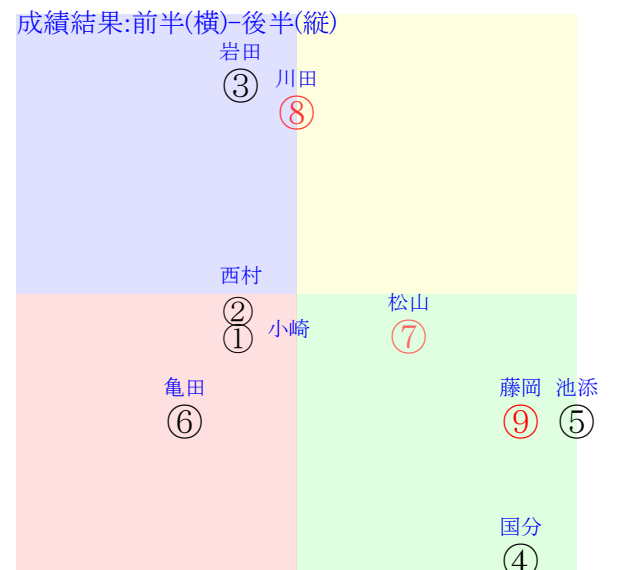 成績結果:前半(横)-後半(縦)
岩田
③
川田
⑧
西村
②
①
小崎
松山
⑦
亀田
⑥
藤岡
⑨
池添
⑤
国分
④